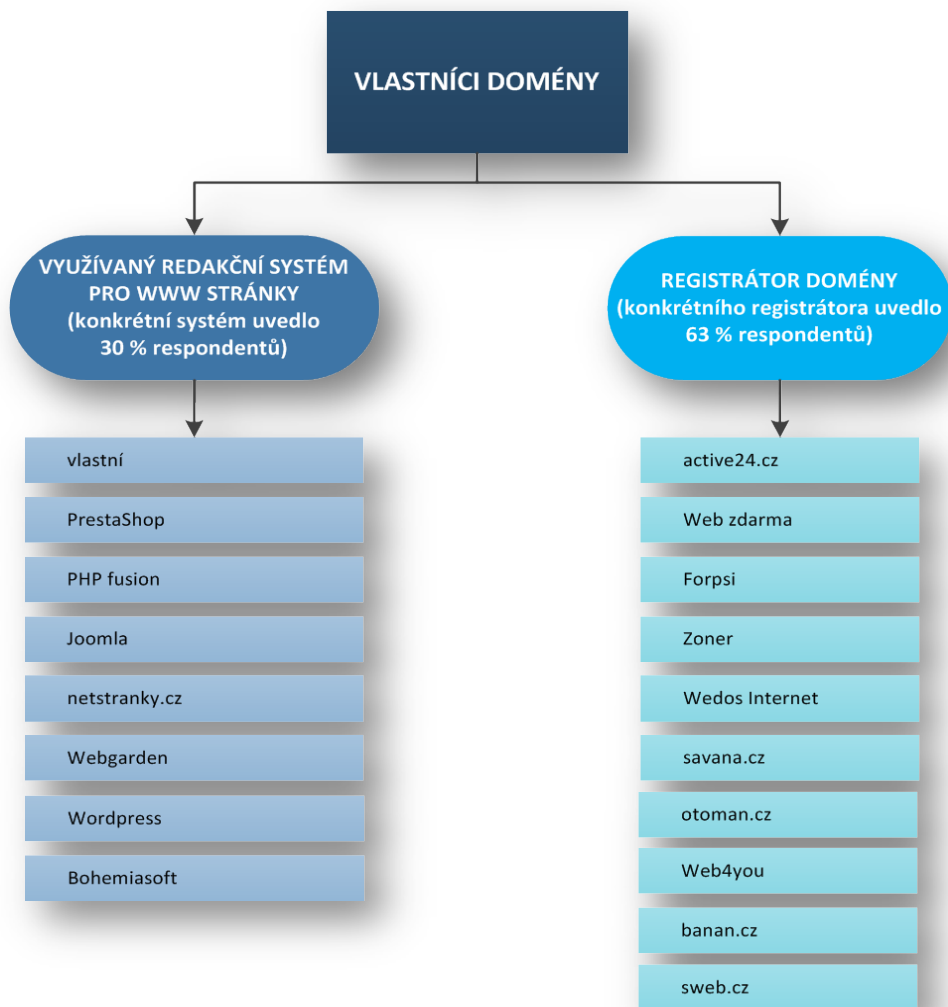 VLASTNÍCI DOMÉNY
VYUŽÍVANÝ REDAKČNÍ SYSTÉM
PRO WWW STRÁNKY
(konkrétní systém uvedlo
30 % respondentů)
vlastní
PrestaShop
PHP fusion
Joomla
netstranky.cz
Webgarden
Wordpress
Bohemiasoft
REGISTRÁTOR DOMÉNY
(konkrétního registrátora uvedlo
63 % respondentů)
active24.cz
Web zdarma
Forpsi
Zoner
Wedos Internet
savana.cz
otoman.cz
Web4you
banan.cz
sweb.cz